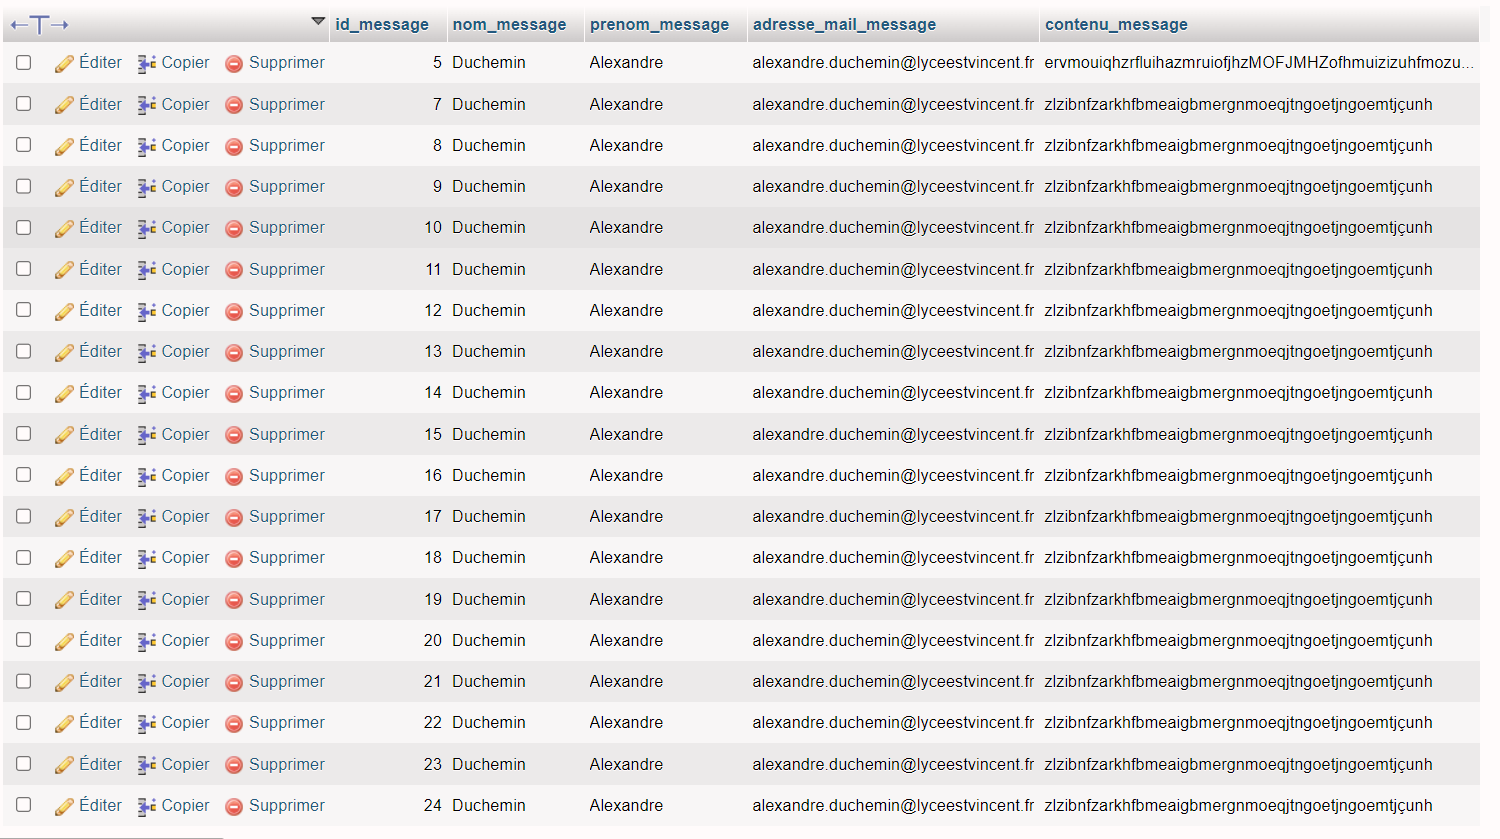 id_message nom_message prenom_message adresse_mail_message contenu_message
Éditer Copier Supprimer 5 Duchemin Alexandre alexandre.duchemin@lyceestvincent.fr ervmouiqhzrfluihazmruiofjhzMOFJMHZofhmuizizuhfmozu...
Éditer Copier Supprimer 7 Duchemin Alexandre alexandre.duchemin@lyceestvincent.fr zlzibnfzarkhfbmeaigbmergnmoeqjtngoetjngoemtjçunh
Éditer Copier Supprimer 8 Duchemin Alexandre alexandre.duchemin@lyceestvincent.fr zlzibnfzarkhfbmeaigbmergnmoeqjtngoetjngoemtjçunh
Éditer Copier Supprimer 9 Duchemin Alexandre alexandre.duchemin@lyceestvincent.fr zlzibnfzarkhfbmeaigbmergnmoeqjtngoetjngoemtjçunh
Éditer Copier Supprimer 10 Duchemin Alexandre alexandre.duchemin@lyceestvincent.fr zlzibnfzarkhfbmeaigbmergnmoeqjtngoetjngoemtjçunh
Éditer Copier Supprimer 11 Duchemin Alexandre alexandre.duchemin@lyceestvincent.fr zlzibnfzarkhfbmeaigbmergnmoeqjtngoetjngoemtjçunh
Éditer Copier Supprimer 12 Duchemin Alexandre alexandre.duchemin@lyceestvincent.fr zlzibnfzarkhfbmeaigbmergnmoeqjtngoetjngoemtjçunh
Éditer Copier Supprimer 13 Duchemin Alexandre alexandre.duchemin@lyceestvincent.fr zlzibnfzarkhfbmeaigbmergnmoeqjtngoetjngoemtjçunh
Éditer Copier Supprimer 14 Duchemin Alexandre alexandre.duchemin@lyceestvincent.fr zlzibnfzarkhfbmeaigbmergnmoeqjtngoetjngoemtjçunh
Éditer Copier Supprimer 15 Duchemin Alexandre alexandre.duchemin@lyceestvincent.fr zlzibnfzarkhfbmeaigbmergnmoeqjtngoetjngoemtjçunh
Éditer Copier Supprimer 16 Duchemin Alexandre alexandre.duchemin@lyceestvincent.fr zlzibnfzarkhfbmeaigbmergnmoeqjtngoetjngoemtjçunh
Éditer Copier Supprimer 17 Duchemin Alexandre alexandre.duchemin@lyceestvincent.fr zlzibnfzarkhfbmeaigbmergnmoeqjtngoetjngoemtjçunh
Éditer Copier Supprimer 18 Duchemin Alexandre alexandre.duchemin@lyceestvincent.fr zlzibnfzarkhfbmeaigbmergnmoeqjtngoetjngoemtjçunh
Éditer Copier Supprimer 19 Duchemin Alexandre alexandre.duchemin@lyceestvincent.fr zlzibnfzarkhfbmeaigbmergnmoeqjtngoetjngoemtjçunh
Éditer Copier Supprimer 20 Duchemin Alexandre alexandre.duchemin@lyceestvincent.fr zlzibnfzarkhfbmeaigbmergnmoeqjtngoetjngoemtjçunh
Éditer Copier Supprimer 21 Duchemin Alexandre alexandre.duchemin@lyceestvincent.fr zlzibnfzarkhfbmeaigbmergnmoeqjtngoetjngoemtjçunh
Éditer Copier Supprimer 22 Duchemin Alexandre alexandre.duchemin@lyceestvincent.fr zlzibnfzarkhfbmeaigbmergnmoeqjtngoetjngoemtjçunh
Éditer Copier Supprimer 23 Duchemin Alexandre alexandre.duchemin@lyceestvincent.fr zlzibnfzarkhfbmeaigbmergnmoeqjtngoetjngoemtjçunh
Éditer Copier Supprimer 24 Duchemin Alexandre alexandre.duchemin@lyceestvincent.fr zlzibnfzarkhfbmeaigbmergnmoeqjtngoetjngoemtjçunh